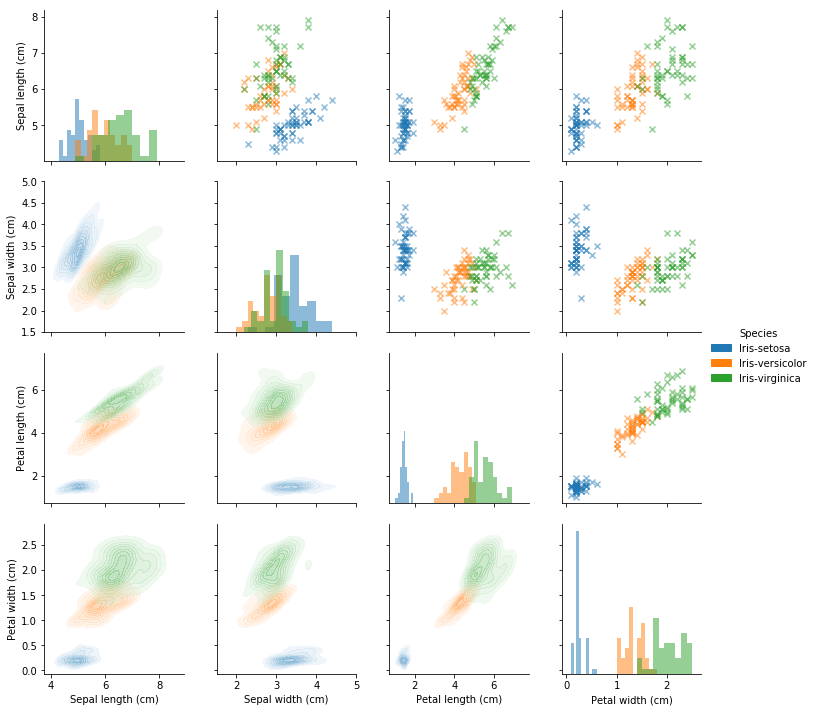 Sepal length (cm)
8
7
6
5
Sepal width (cm)
5.0
4.5
4.0
3.5
3.0
2.5
2.0
1.5
Species
Iris-setosa
Iris-versicolor
Iris-virginica
Petal length (cm)
6
4
2
Petal width (cm)
2.5
2.0
1.5
1.0
0.5
0.0
4 6 8
2 3 4 5
2 4 6
0 1 2
Sepal length (cm)
Sepal width (cm)
Petal length (cm)
Petal width (cm)